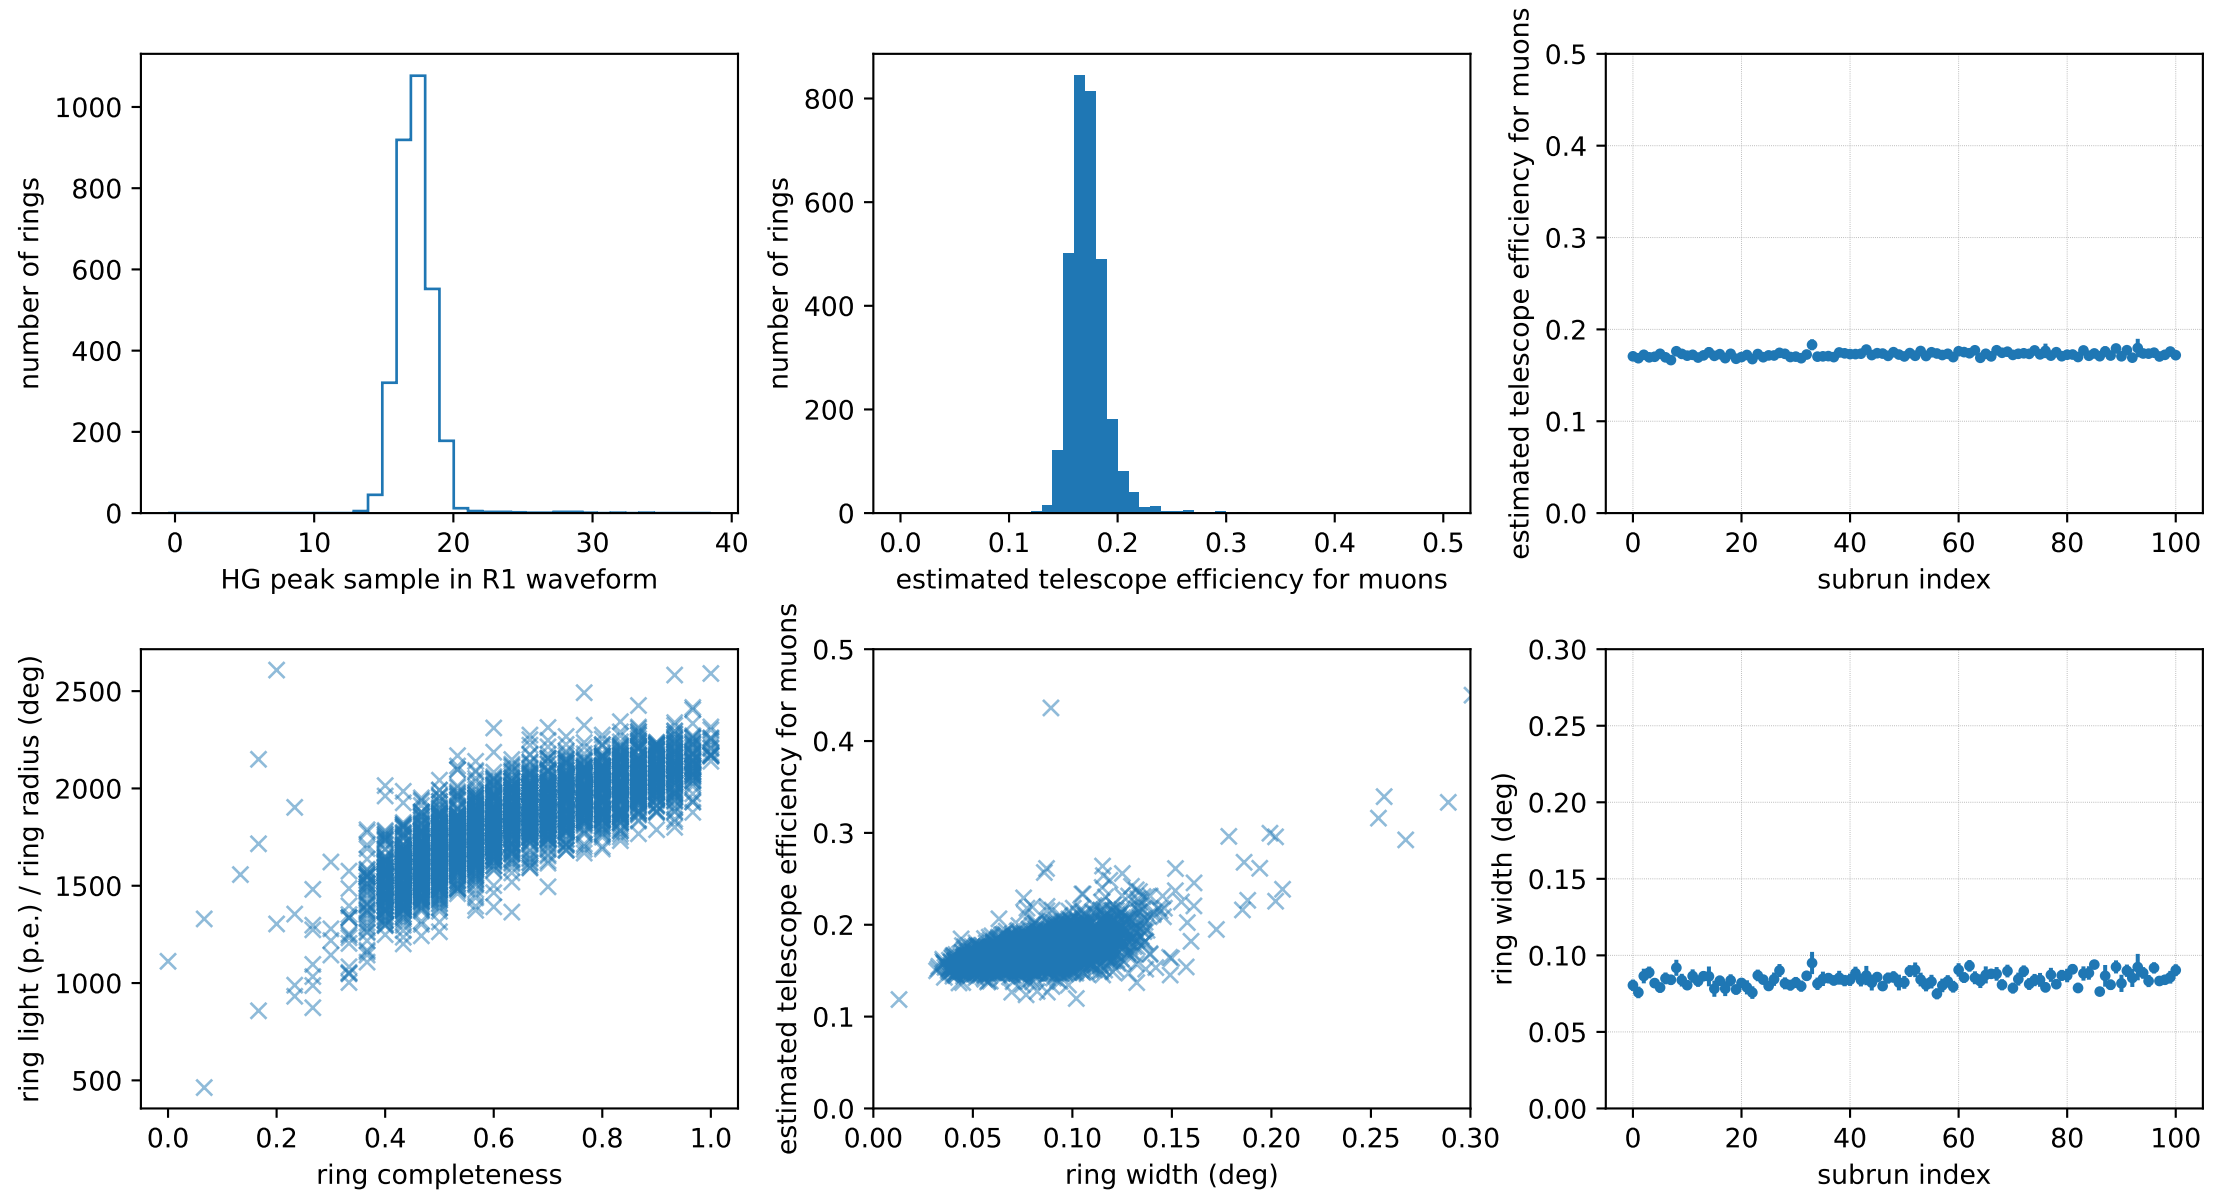 number of rings
1000
800
600
400
200
0
0 10 20 30 40
HG peak sample in R1 waveform
number of rings
800
600
400
200
0
0.0 0.1 0.2 0.3 0.4 0.5
estimated telescope efficiency for muons
estimated telescope efficiency for muons
0.5
0.4
0.3
0.2
0.1
0.0
0 20 40 60 80 100
subrun index
ring light (p.e.) / ring radius (deg)
2500
2000
1500
1000
500
0.0 0.2 0.4 0.6 0.8 1.0
ring completeness
estimated telescope efficiency for muons
0.5
0.4
0.3
0.2
0.1
0.0
0.00 0.05 0.10 0.15 0.20 0.25 0.30
ring width (deg)
ring width (deg)
0.30
0.25
0.20
0.15
0.10
0.05
0.00
0 20 40 60 80 100
subrun index